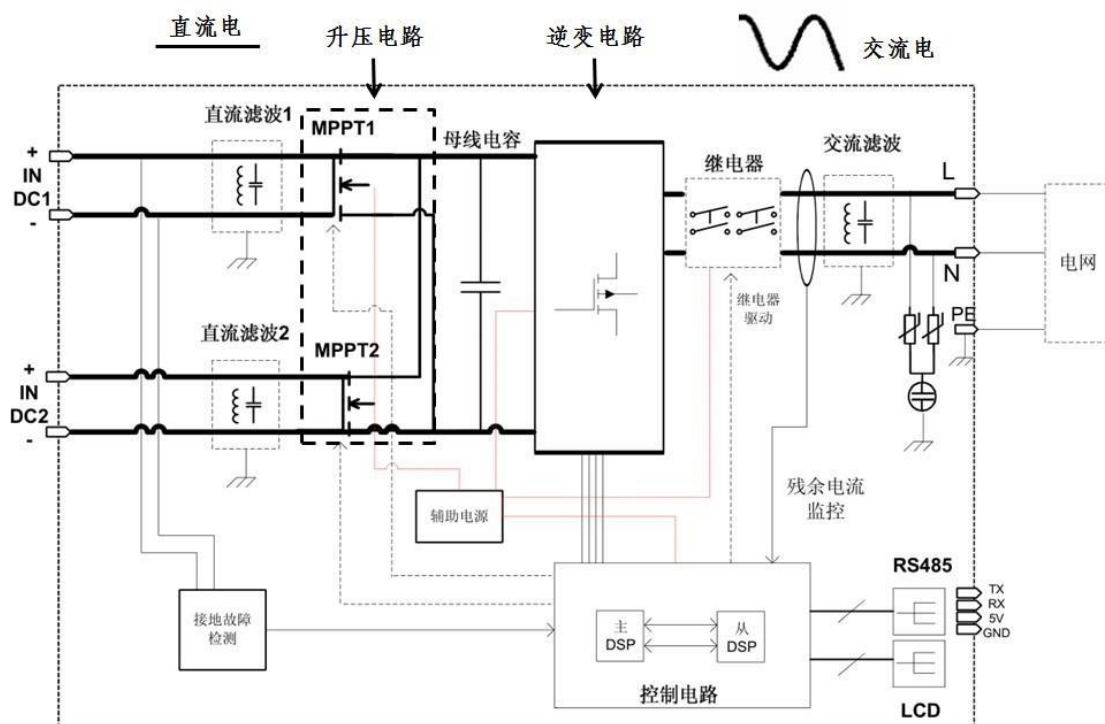 直流电
升压电路
逆变电路
交流电
直流滤波1
MPPT1
母线电容
继电器
交流滤波
+
IN
DC1
-
L
N
PE
电网
继电器
驱动
直流滤波2
MPPT2
+
IN
DC2
-
辅助电源
残余电流
监控
接地故障
检测
主
DSP
从
DSP
控制电路
RS485
TX
RX
5V
GND
LCD